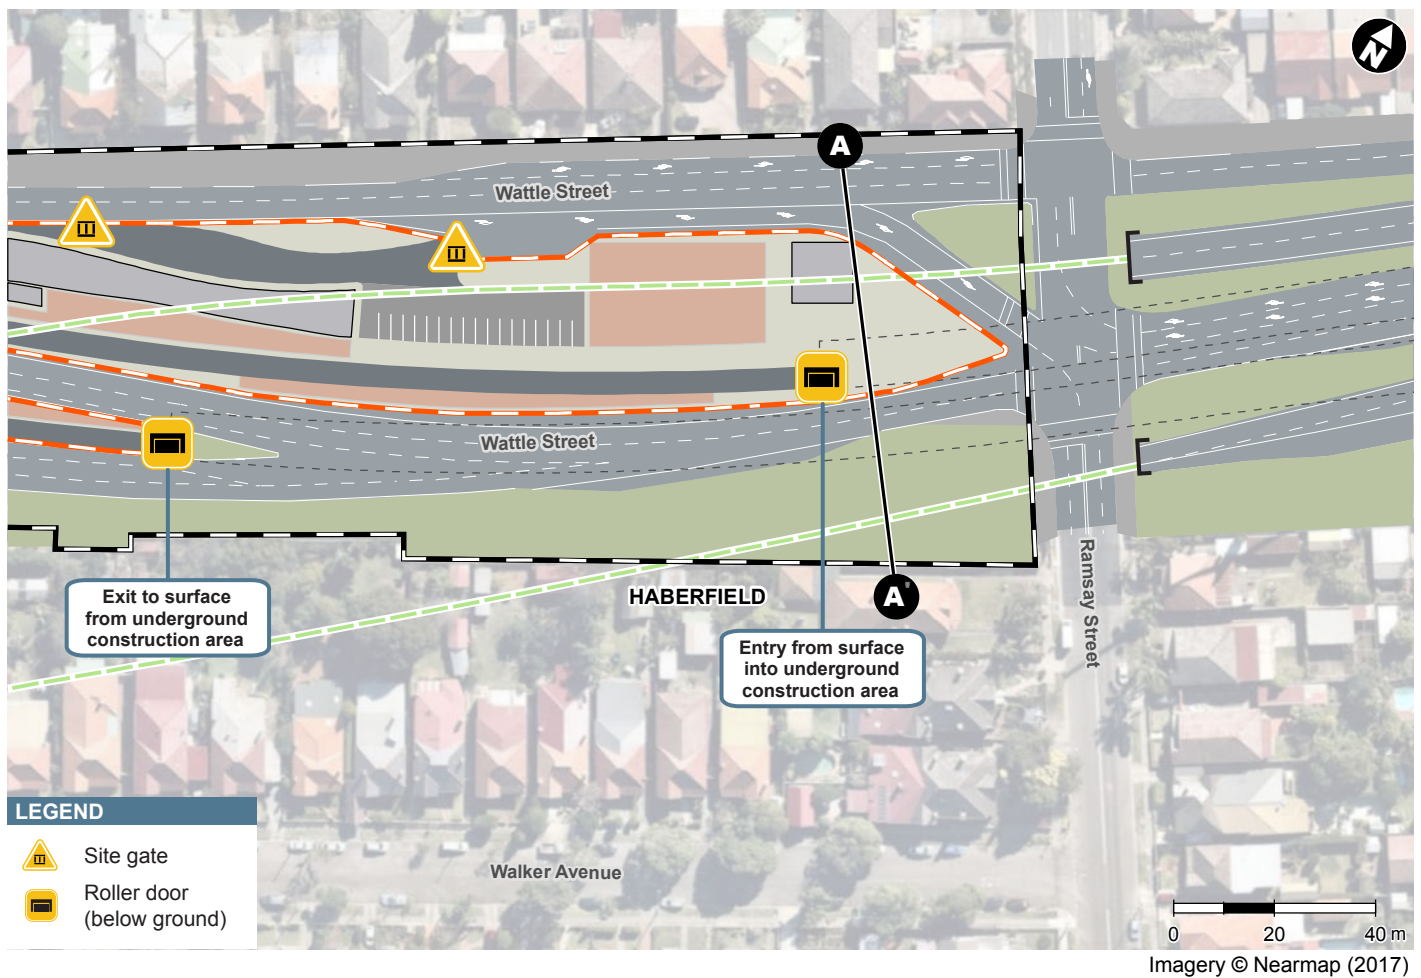 N
A
Wattle Street
Wattle Street
Exit to surface
from underground
construction area
HABERFIELD
A'
Entry from surface
into underground
construction area
Ramsay Street
Walker Avenue
LEGEND
Site gate
Roller door
(below ground)
0 20 40 m
Imagery © Nearmap (2017)